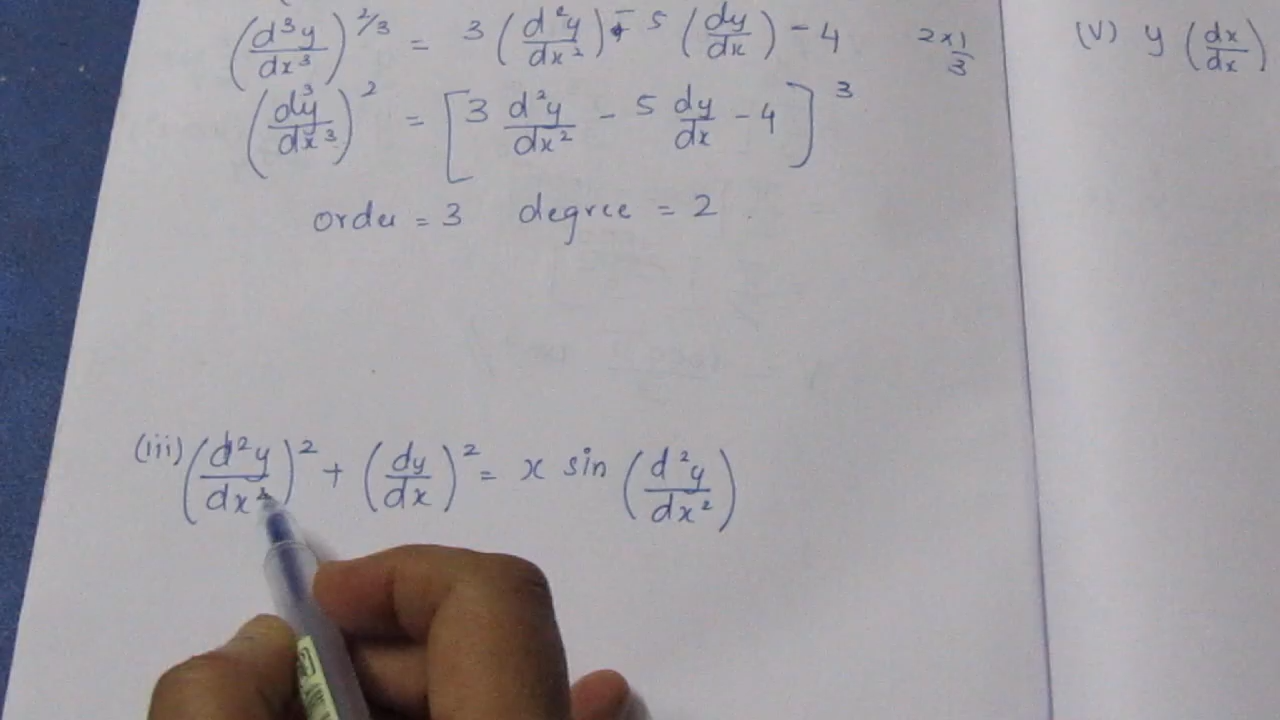 (d³y/dx³)^2/3 = 3 (d²y/dx²) - 5 (dy/dx) - 4
2×1/3
(d³y/dx³)² = [3 d²y/dx² - 5 dy/dx - 4]³
order = 3 degree = 2
(iii) (d²y/dx²)² + (dy/dx)² = x sin (d²y/dx²)
(V) y (dx/dx)